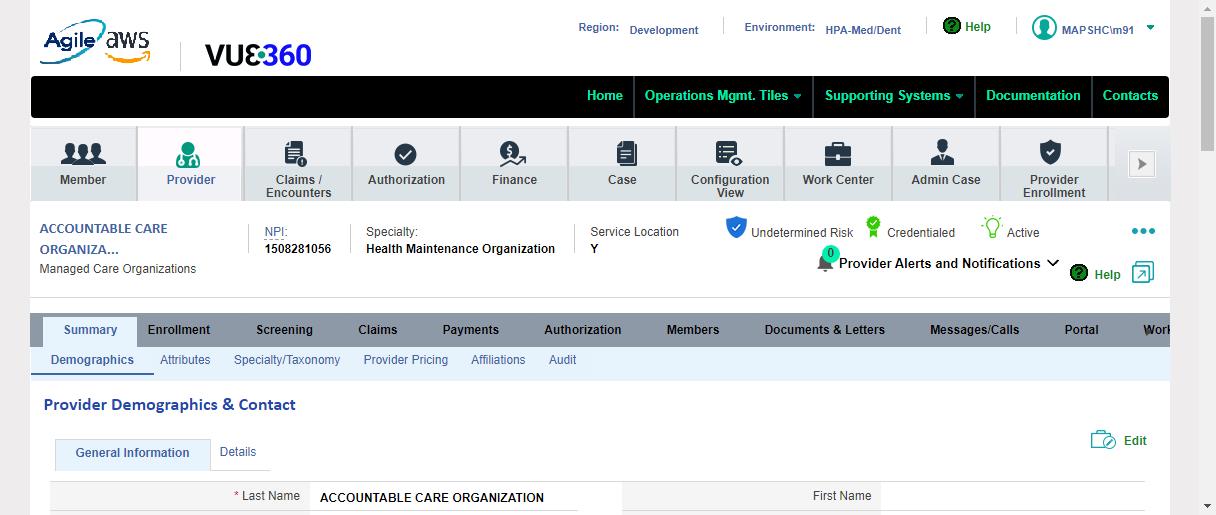 Agile aws
VUE360
Region: Development
Environment: HPA-Med/Dent
? Help
MAPSHC\m91
Home
Operations Mgmt. Tiles
Supporting Systems
Documentation
Contacts
Member
Provider
Claims /
Encounters
Authorization
Finance
Case
Configuration
View
Work Center
Admin Case
Provider
Enrollment
ACCOUNTABLE CARE
ORGANIZA...
Managed Care Organizations
NPI:
1508281056
Specialty:
Health Maintenance Organization
Service Location
Y
Undetermined Risk
Credentialed
Active
0
Provider Alerts and Notifications
? Help
Summary
Enrollment
Screening
Claims
Payments
Authorization
Members
Documents & Letters
Messages/Calls
Portal
Demographics
Attributes
Specialty/Taxonomy
Provider Pricing
Affiliations
Audit
Provider Demographics & Contact
Edit
General Information
Details
* Last Name
ACCOUNTABLE CARE ORGANIZATION
First Name